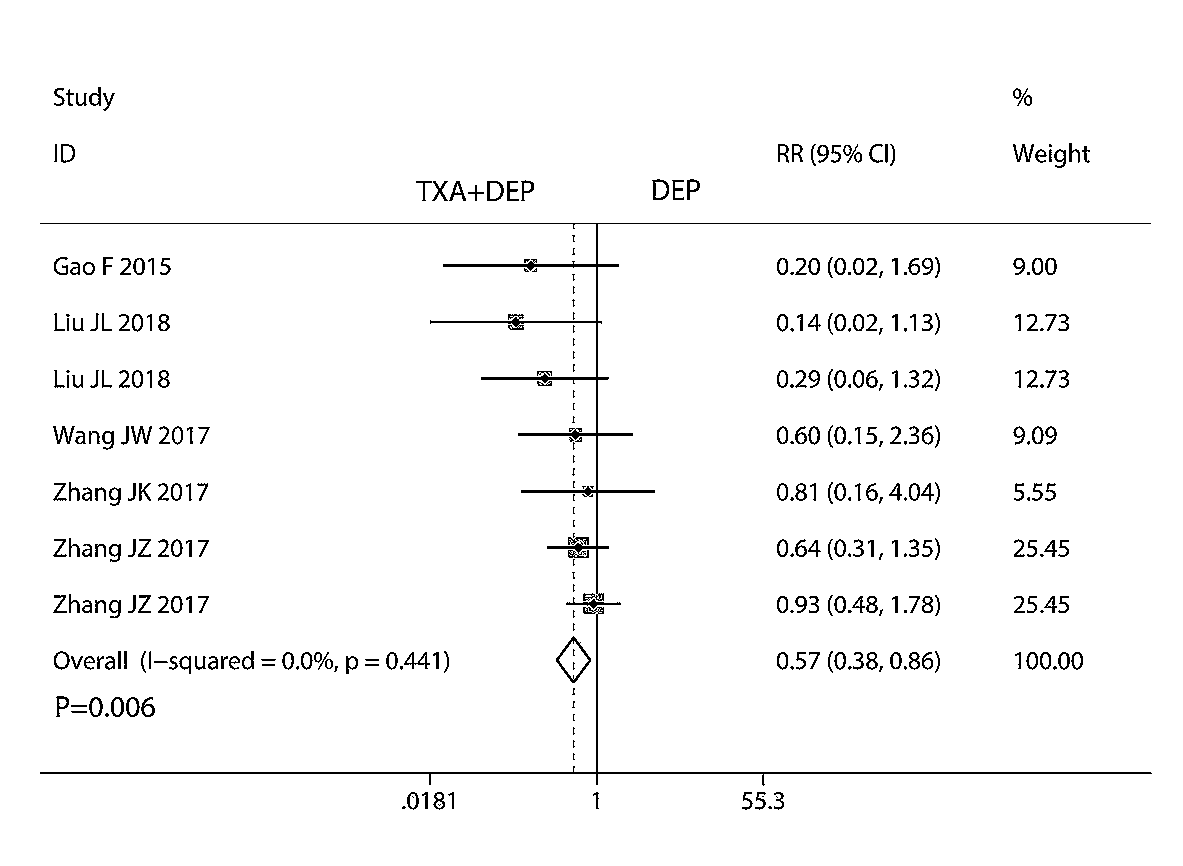 Study %
ID RR (95% CI) Weight
TXA+DEP DEP
Gao F 2015 0.20 (0.02, 1.69) 9.00
Liu JL 2018 0.14 (0.02, 1.13) 12.73
Liu JL 2018 0.29 (0.06, 1.32) 12.73
Wang JW 2017 0.60 (0.15, 2.36) 9.09
Zhang JK 2017 0.81 (0.16, 4.04) 5.55
Zhang JZ 2017 0.64 (0.31, 1.35) 25.45
Zhang JZ 2017 0.93 (0.48, 1.78) 25.45
Overall (I−squared = 0.0%, p = 0.441) 0.57 (0.38, 0.86) 100.00
P=0.006
.0181 1 55.3